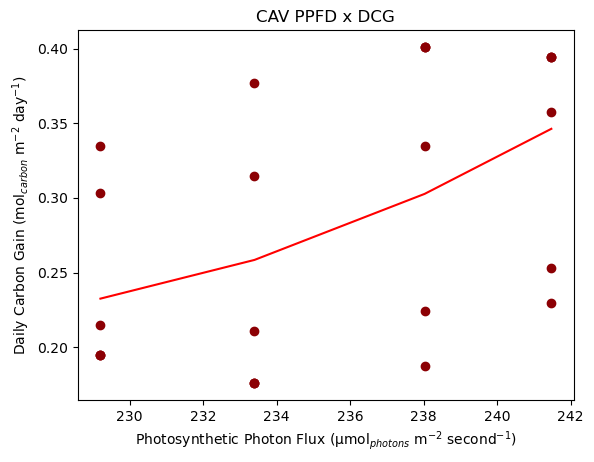 CAV PPFD x DCG
Daily Carbon Gain (mol_carbon m⁻² day⁻¹)
0.40
0.35
0.30
0.25
0.20
230 232 234 236 238 240 242
Photosynthetic Photon Flux (µmol_photons m⁻² second⁻¹)